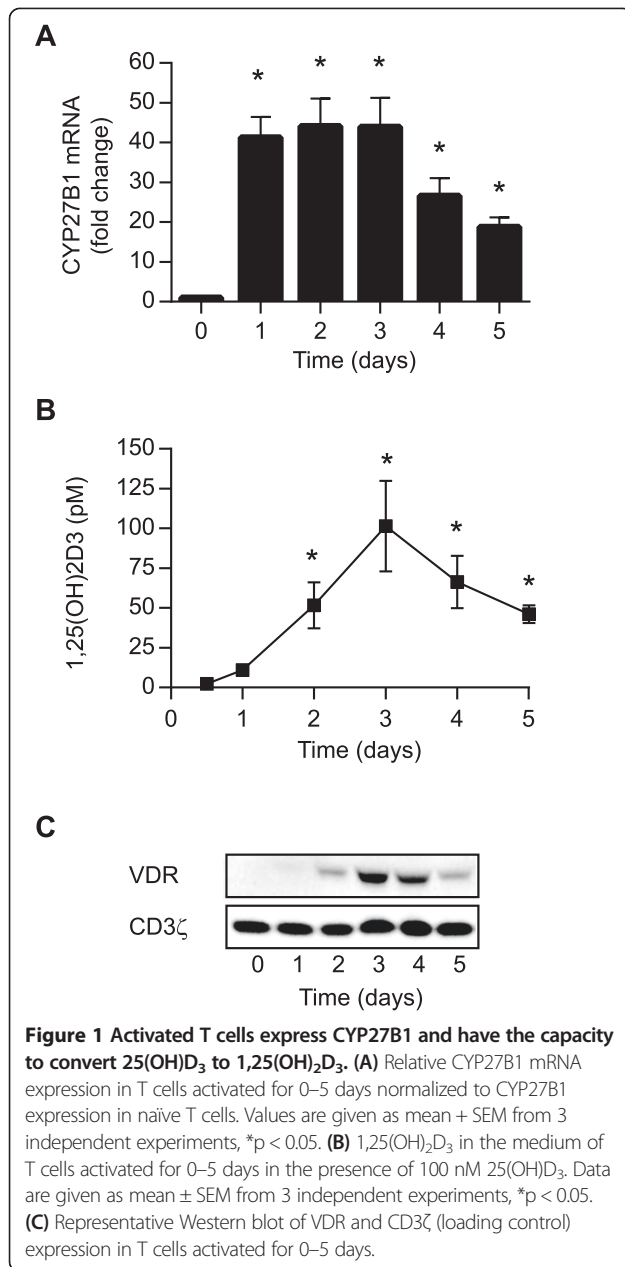 A
60
50
40
30
20
10
0
CYP27B1 mRNA
(fold change)
* * * * *
0 1 2 3 4 5
Time (days)
B
150
125
100
75
50
25
0
1,25(OH)2D3 (pM)
* * * *
0 1 2 3 4 5
Time (days)
C
VDR
CD3ζ
0 1 2 3 4 5
Time (days)
Figure 1 Activated T cells express CYP27B1 and have the capacity
to convert 25(OH)D₃ to 1,25(OH)₂D₃. (A) Relative CYP27B1 mRNA
expression in T cells activated for 0–5 days normalized to CYP27B1
expression in naïve T cells. Values are given as mean + SEM from 3
independent experiments, *p < 0.05. (B) 1,25(OH)₂D₃ in the medium of
T cells activated for 0–5 days in the presence of 100 nM 25(OH)D₃. Data
are given as mean ± SEM from 3 independent experiments, *p < 0.05.
(C) Representative Western blot of VDR and CD3ζ (loading control)
expression in T cells activated for 0–5 days.